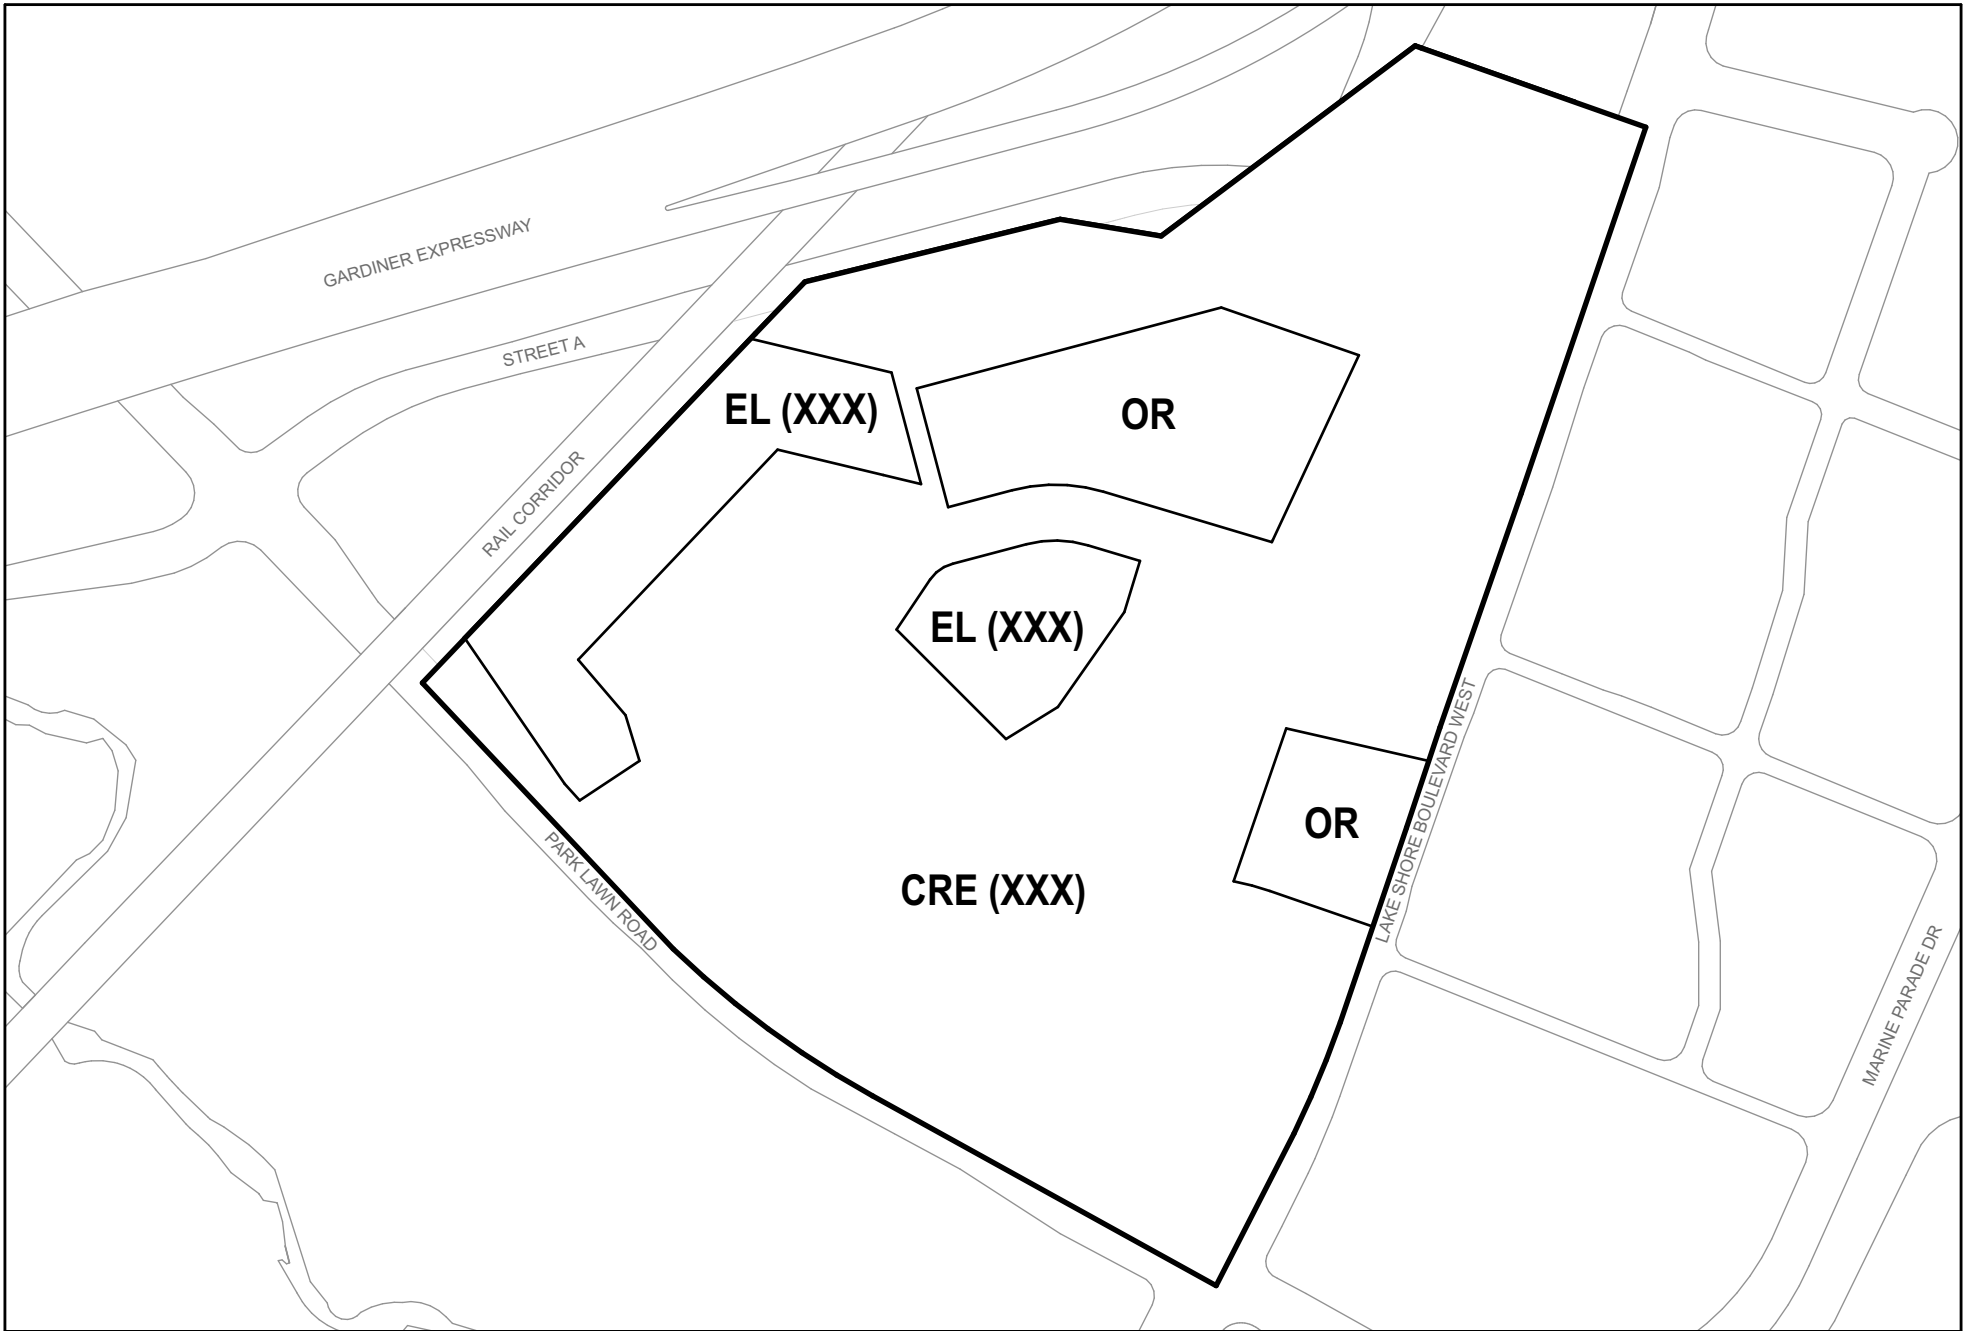 GARDINER EXPRESSWAY
STREET A
EL (XXX)
OR
RAIL CORRIDOR
EL (XXX)
LAKE SHORE BOULEVARD WEST
OR
PARK LAWN ROAD
CRE (XXX)
MARINE PARADE DR